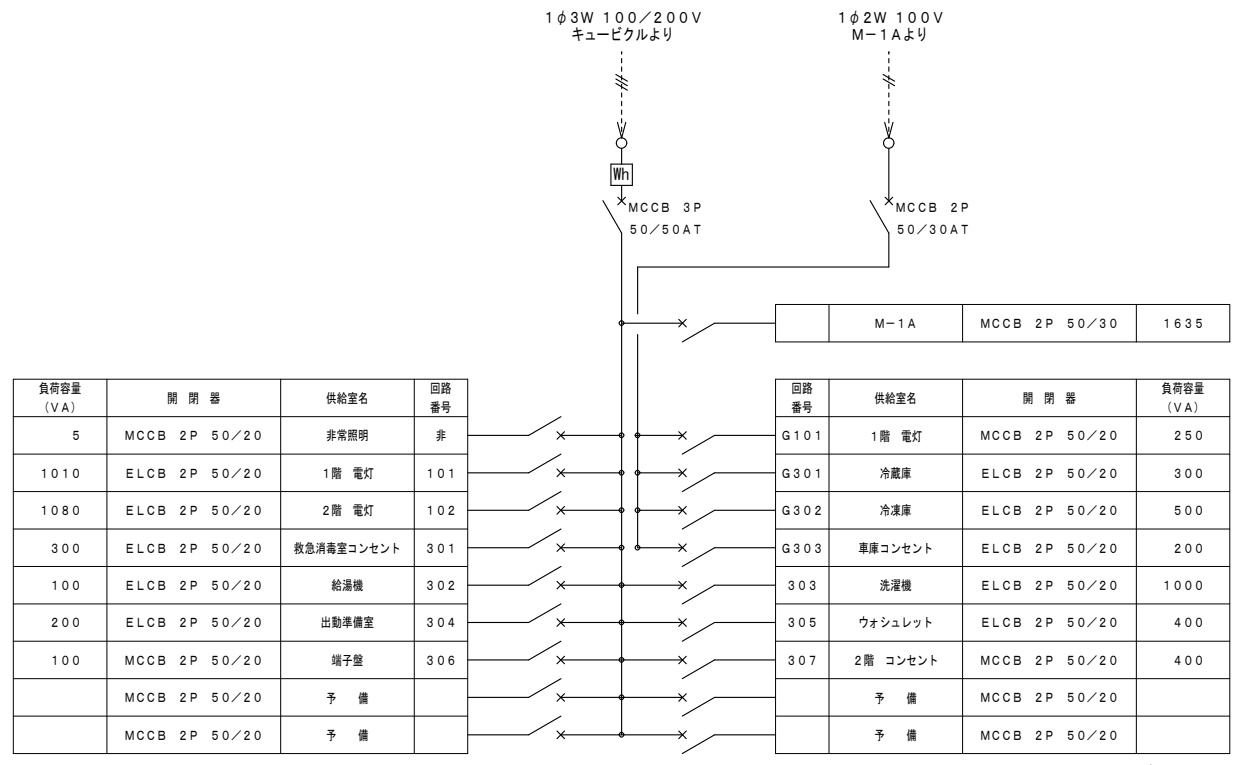 1φ3W 100/200V
キュービクルより
1φ2W 100V
M-1Aより
Wh
MCCB 3P
50/50AT
MCCB 2P
50/30AT
M-1A MCCB 2P 50/30 1635
負荷容量
(VA)
開閉器
供給室名
回路
番号
5 MCCB 2P 50/20 非常照明 非
1010 ELCB 2P 50/20 1階 電灯 101
1080 ELCB 2P 50/20 2階 電灯 102
300 ELCB 2P 50/20 救急消毒室コンセント 301
100 ELCB 2P 50/20 給湯機 302
200 ELCB 2P 50/20 出動準備室 304
100 MCCB 2P 50/20 端子盤 306
MCCB 2P 50/20 予 備
MCCB 2P 50/20 予 備
回路
番号
供給室名
開閉器
負荷容量
(VA)
G101 1階 電灯 MCCB 2P 50/20 250
G301 冷蔵庫 ELCB 2P 50/20 300
G302 冷凍庫 ELCB 2P 50/20 500
G303 車庫コンセント ELCB 2P 50/20 200
303 洗濯機 ELCB 2P 50/20 1000
305 ウォシュレット ELCB 2P 50/20 400
307 2階 コンセント MCCB 2P 50/20 400
予 備 MCCB 2P 50/20
予 備 MCCB 2P 50/20